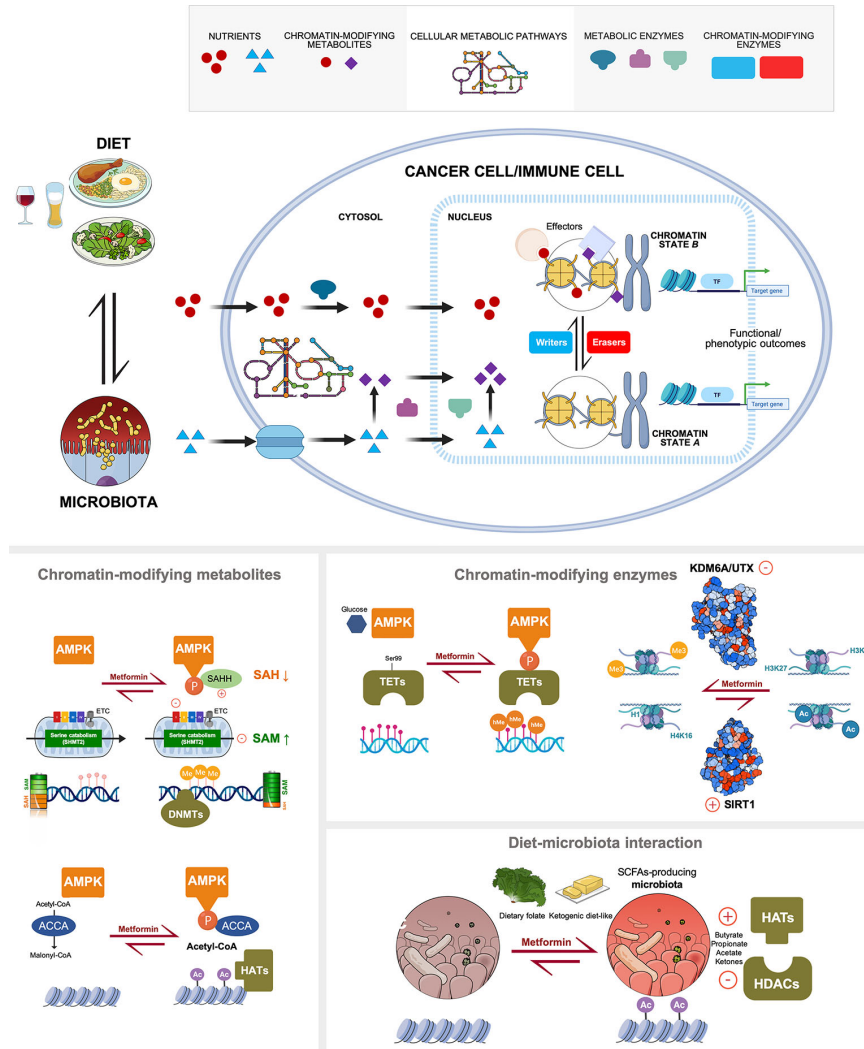 NUTRIENTS
CHROMATIN-MODIFYING
METABOLITES
CELLULAR METABOLIC PATHWAYS
METABOLIC ENZYMES
CHROMATIN-MODIFYING
ENZYMES
DIET
CANCER CELL/IMMUNE CELL
CYTOSOL
NUCLEUS
Effectors
CHROMATIN
STATE B
TF
Target gene
Writers
Erasers
Functional/
phenotypic outcomes
TF
Target gene
CHROMATIN
STATE A
MICROBIOTA
Chromatin-modifying metabolites
AMPK
Metformin
AMPK
P
SAHH
+
SAH ↓
-
ETC
Serine catabolism
(SHMT2)
ETC
Serine catabolism
(SHMT2)
-
SAM ↑
SAM
SAH
Me
Me
Me
DNMTs
SAM
SAH
AMPK
Acetyl-CoA
ACCA
Malonyl-CoA
Metformin
AMPK
P
ACCA
Acetyl-CoA
Ac
Ac
HATs
Chromatin-modifying enzymes
Glucose
AMPK
Ser99
TETs
Metformin
AMPK
P
TETs
hMe
hMe
hMe
KDM6A/UTX -
Me3
Me3
H3K
H3K27
Metformin
H1
H4K16
Ac
Ac
+ SIRT1
Diet-microbiota interaction
Dietary folate
Ketogenic diet-like
SCFAs-producing
microbiota
Metformin
+
Butyrate
Propionate
Acetate
Ketones
-
HATs
HDACs
Ac
Ac